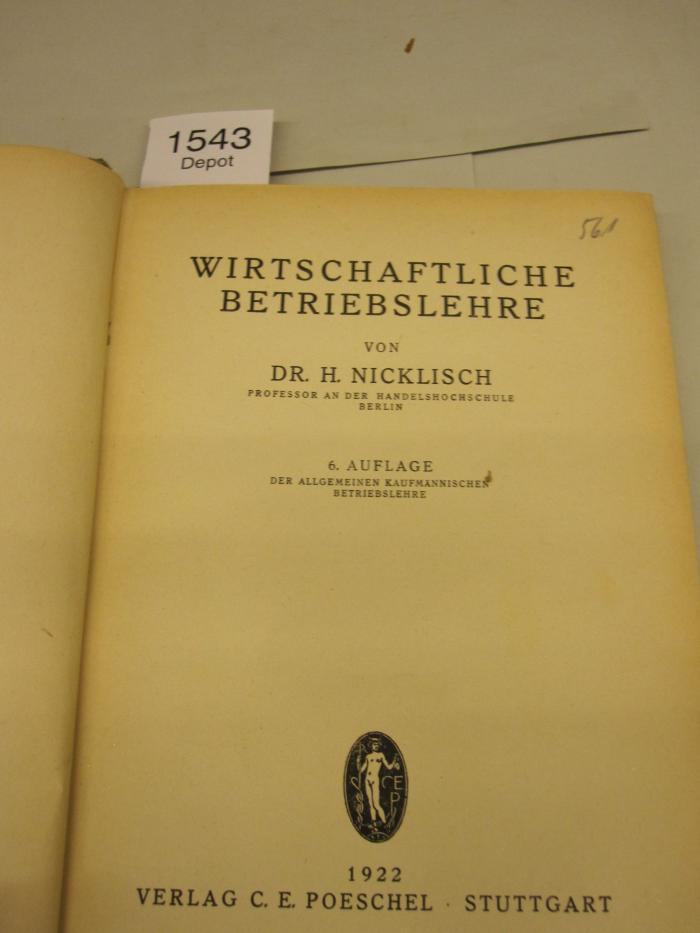 1543
Depot
561
WIRTSCHAFTLICHE
BETRIEBSLEHRE
VON
DR. H. NICKLISCH
PROFESSOR AN DER HANDELSHOCHSCHULE
BERLIN
6. AUFLAGE
DER ALLGEMEINEN KAUFMÄNNISCHEN
BETRIEBSLEHRE
C E
P
1922
VERLAG C. E. POESCHEL · STUTTGART